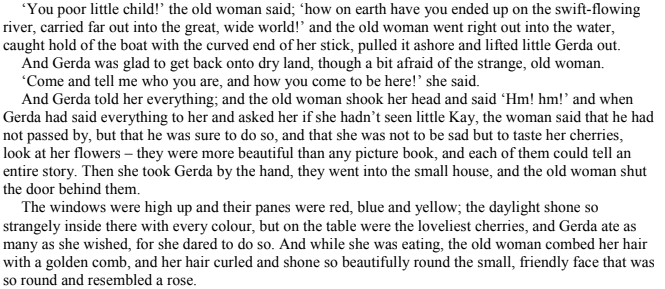 ‘You poor little child!’ the old woman said; ‘how on earth have you ended up on the swift-flowing
river, carried far out into the great, wide world!’ and the old woman went right out into the water,
caught hold of the boat with the curved end of her stick, pulled it ashore and lifted little Gerda out.
And Gerda was glad to get back onto dry land, though a bit afraid of the strange, old woman.
‘Come and tell me who you are, and how you come to be here!’ she said.
And Gerda told her everything; and the old woman shook her head and said ‘Hm! hm!’ and when
Gerda had said everything to her and asked her if she hadn’t seen little Kay, the woman said that he had
not passed by, but that he was sure to do so, and that she was not to be sad but to taste her cherries,
look at her flowers – they were more beautiful than any picture book, and each of them could tell an
entire story. Then she took Gerda by the hand, they went into the small house, and the old woman shut
the door behind them.
The windows were high up and their panes were red, blue and yellow; the daylight shone so
strangely inside there with every colour, but on the table were the loveliest cherries, and Gerda ate as
many as she wished, for she dared to do so. And while she was eating, the old woman combed her hair
with a golden comb, and her hair curled and shone so beautifully round the small, friendly face that was
so round and resembled a rose.